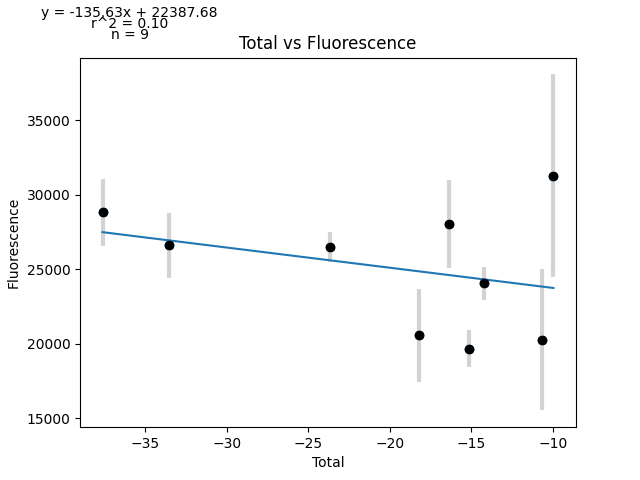 y = -135.63x + 22387.68
r^2 = 0.10
n = 9
Total vs Fluorescence
35000
30000
25000
20000
15000
Fluorescence
−35
−30
−25
−20
−15
−10
Total